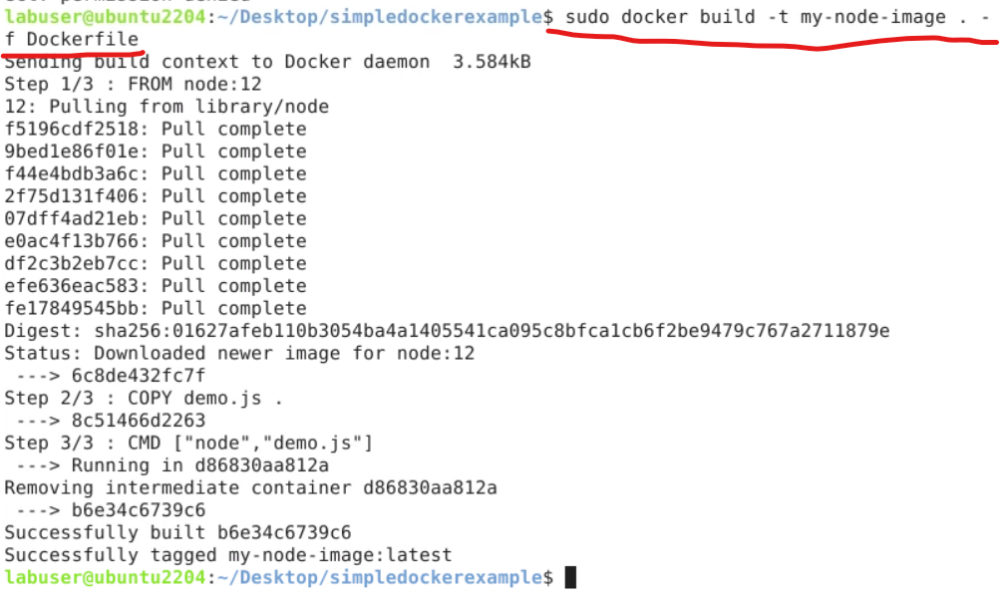 labuser@ubuntu2204:~/Desktop/simpledockerexample$ sudo docker build -t my-node-image . -
f Dockerfile
Sending build context to Docker daemon  3.584kB
Step 1/3 : FROM node:12
12: Pulling from library/node
f5196cdf2518: Pull complete
9bed1e86f01e: Pull complete
f44e4bdb3a6c: Pull complete
2f75d131f406: Pull complete
07dff4ad21eb: Pull complete
e0ac4f13b766: Pull complete
df2c3b2eb7cc: Pull complete
efe636eac583: Pull complete
fe17849545bb: Pull complete
Digest: sha256:01627afeb110b3054ba4a1405541ca095c8bfca1cb6f2be9479c767a2711879e
Status: Downloaded newer image for node:12
 ---> 6c8de432fc7f
Step 2/3 : COPY demo.js .
 ---> 8c51466d2263
Step 3/3 : CMD ["node","demo.js"]
 ---> Running in d86830aa812a
Removing intermediate container d86830aa812a
 ---> b6e34c6739c6
Successfully built b6e34c6739c6
Successfully tagged my-node-image:latest
labuser@ubuntu2204:~/Desktop/simpledockerexample$